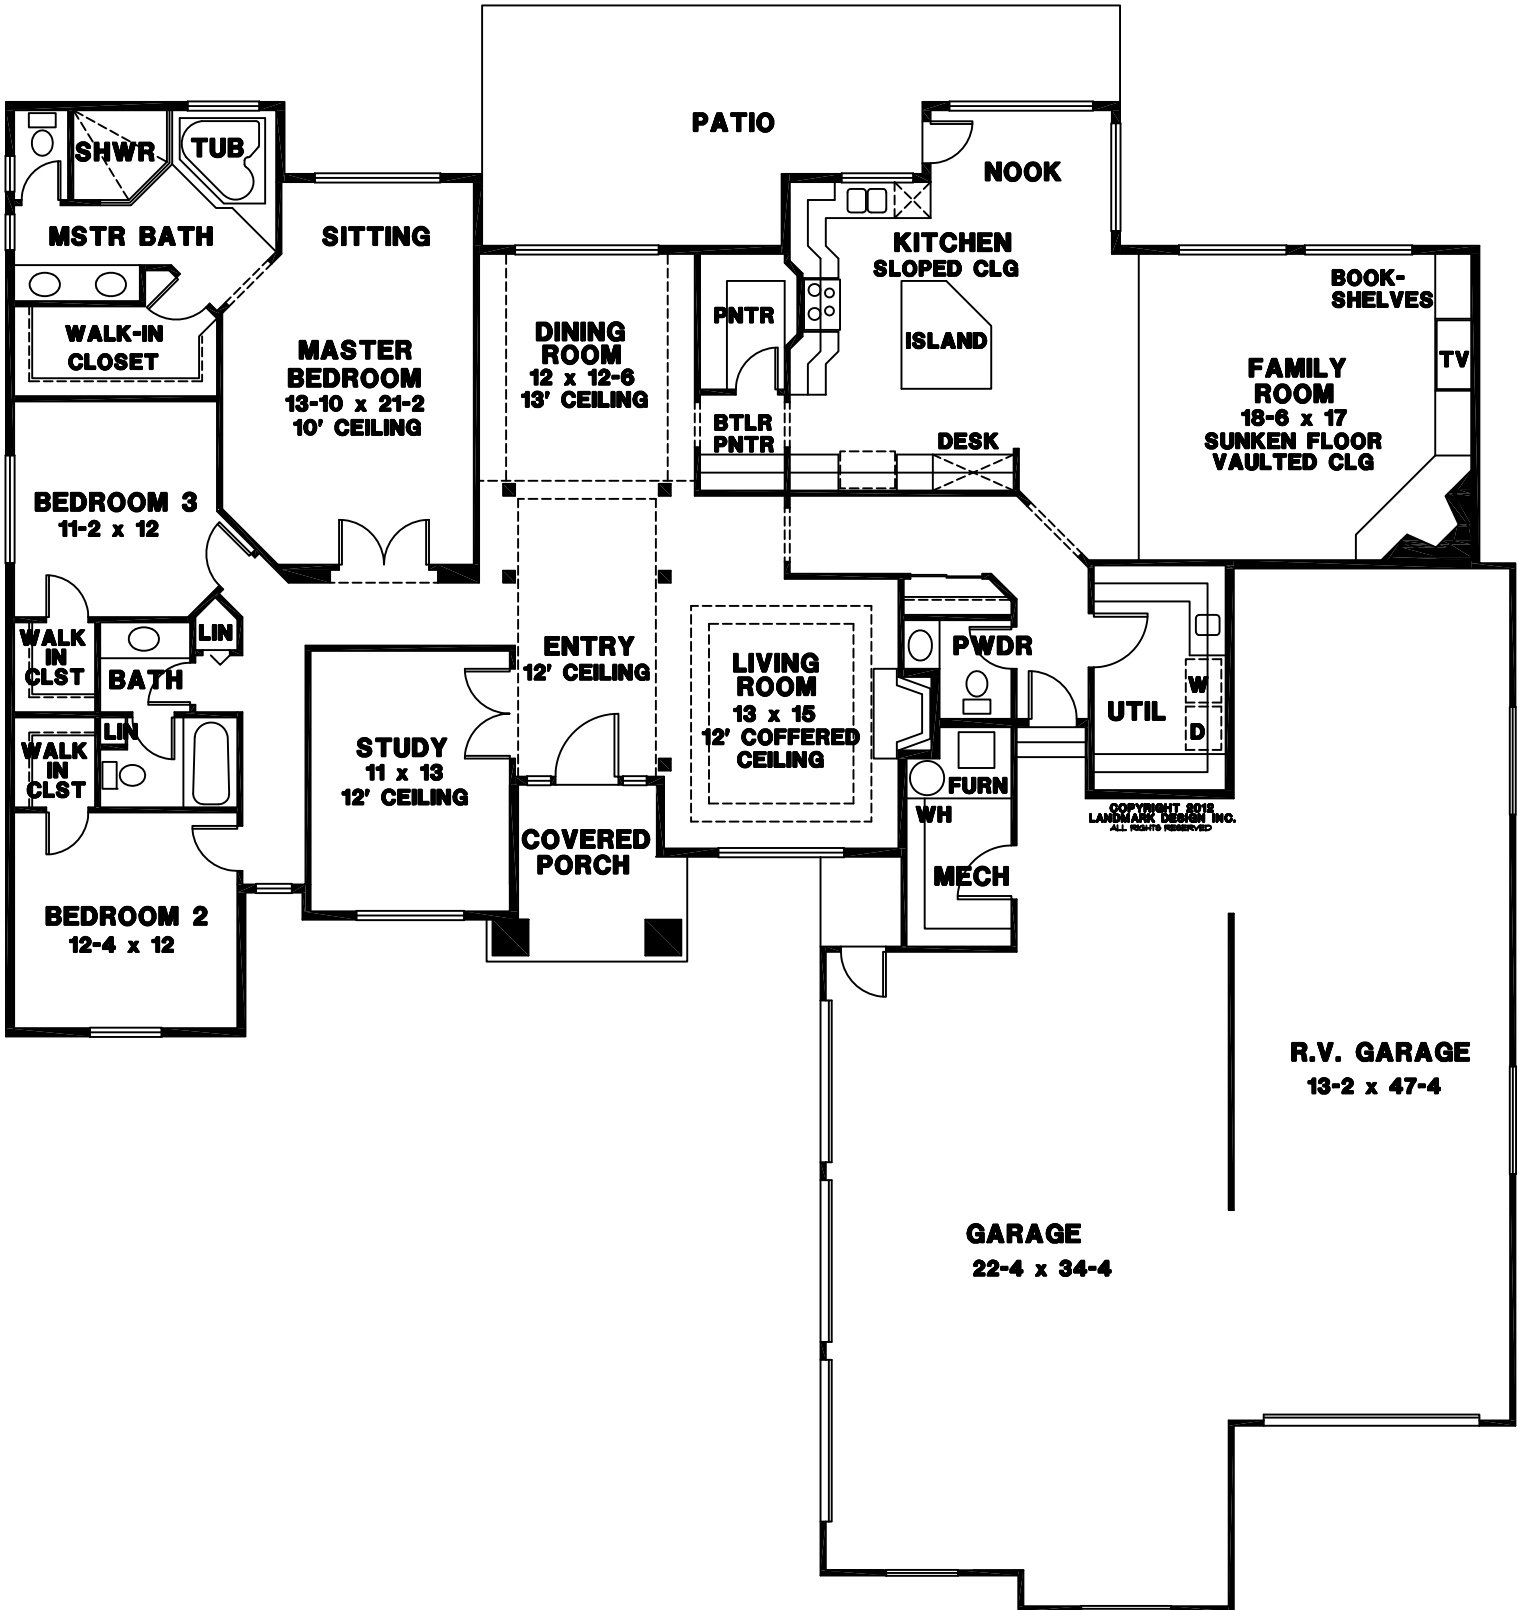 PATIO
SHWR
TUB
NOOK
MSTR BATH
SITTING
KITCHEN
SLOPED CLG
BOOK-
SHELVES
WALK-IN
CLOSET
PNTR
ISLAND
DINING
ROOM
12 x 12-6
13' CEILING
MASTER
BEDROOM
13-10 x 21-2
10' CEILING
TV
FAMILY
ROOM
18-6 x 17
SUNKEN FLOOR
VAULTED CLG
BTLR
PNTR
DESK
BEDROOM 3
11-2 x 12
WALK
IN
CLST
LIN
BATH
ENTRY
12' CEILING
LIVING
ROOM
13 x 15
12' COFFERED
CEILING
PWDR
UTIL
W
D
LIN
WALK
IN
CLST
STUDY
11 x 13
12' CEILING
FURN
WH
COPYRIGHT 2012
LANDMARK DESIGN INC.
ALL RIGHTS RESERVED
COVERED
PORCH
MECH
BEDROOM 2
12-4 x 12
R.V. GARAGE
13-2 x 47-4
GARAGE
22-4 x 34-4